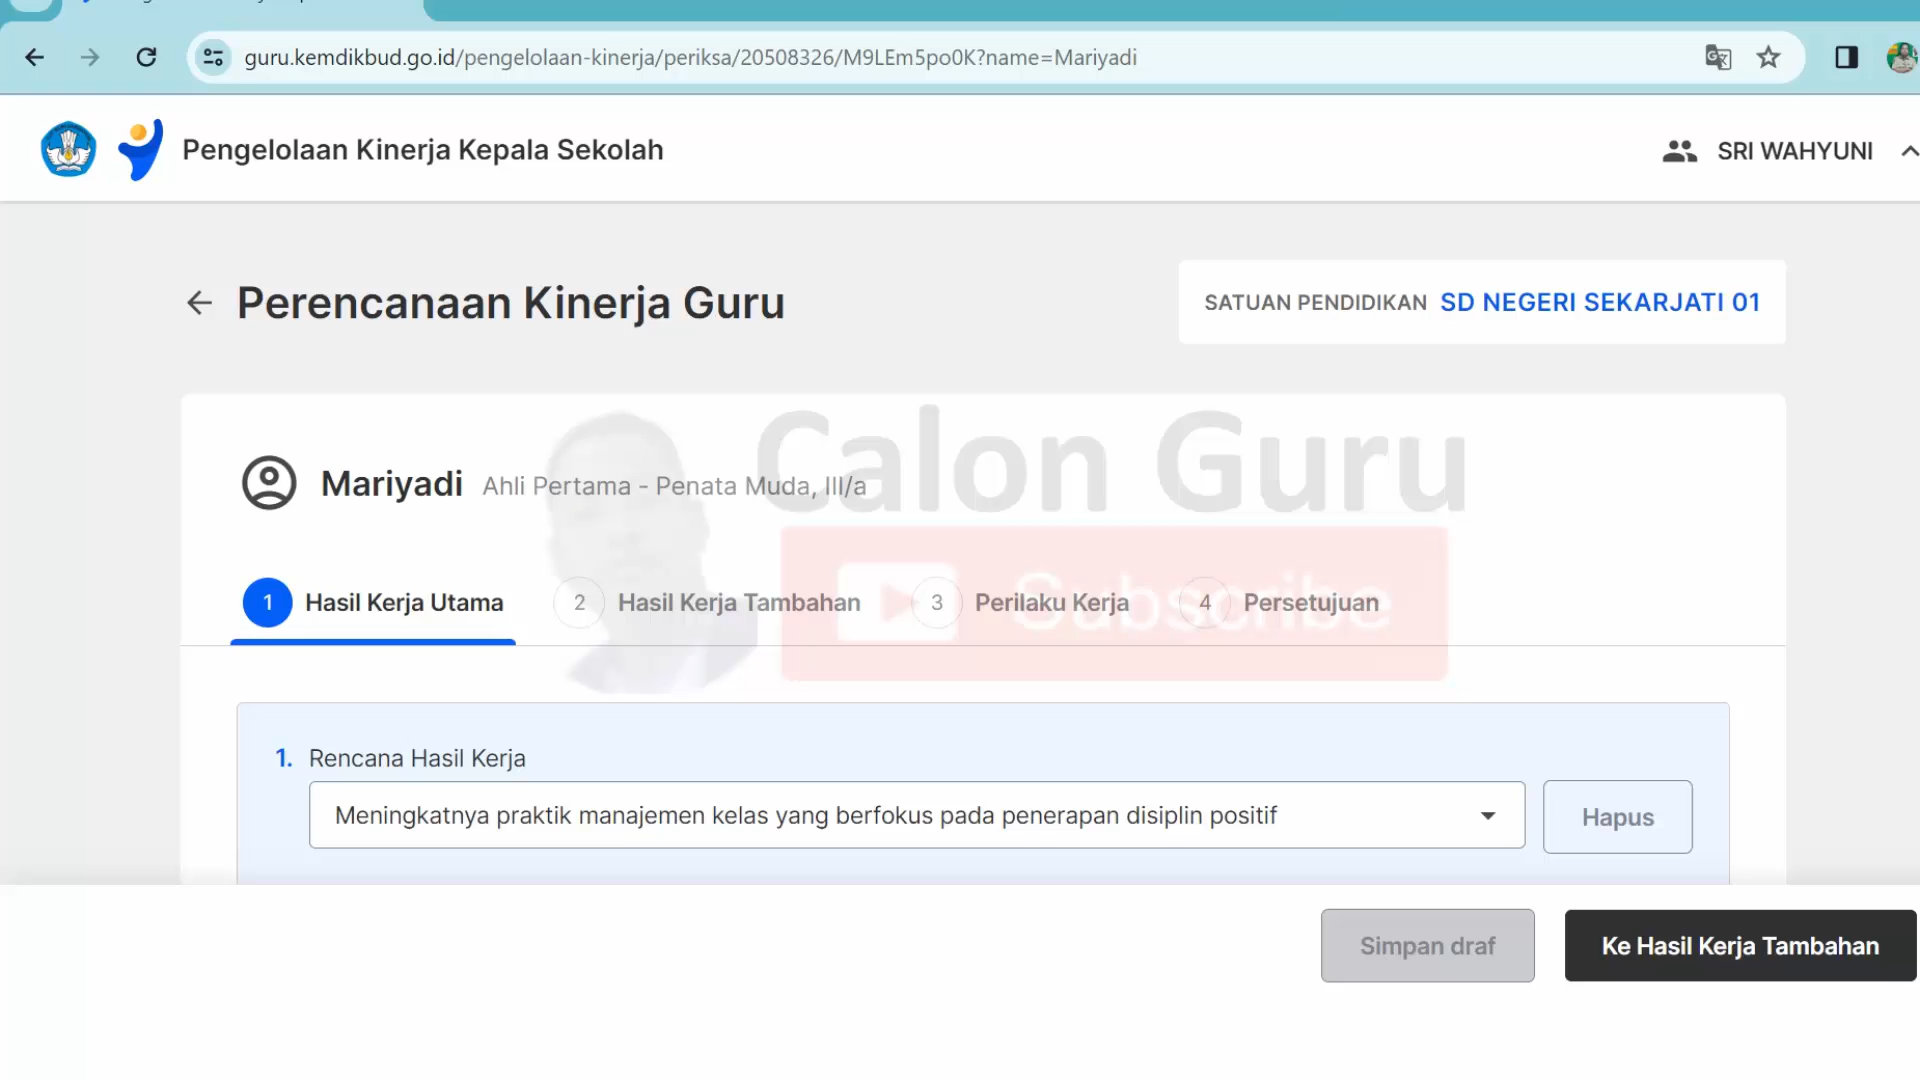 guru.kemdikbud.go.id/pengelolaan-kinerja/periksa/20508326/M9LEm5po0K?name=Mariyadi
Pengelolaan Kinerja Kepala Sekolah
SRI WAHYUNI
Perencanaan Kinerja Guru
SATUAN PENDIDIKAN SD NEGERI SEKARJATI 01
Calon Guru
Mariyadi Ahli Pertama - Penata Muda, III/a
Subscribe
1 Hasil Kerja Utama 2 Hasil Kerja Tambahan 3 Perilaku Kerja 4 Persetujuan
1. Rencana Hasil Kerja
Meningkatnya praktik manajemen kelas yang berfokus pada penerapan disiplin positif
Hapus
Simpan draf Ke Hasil Kerja Tambahan